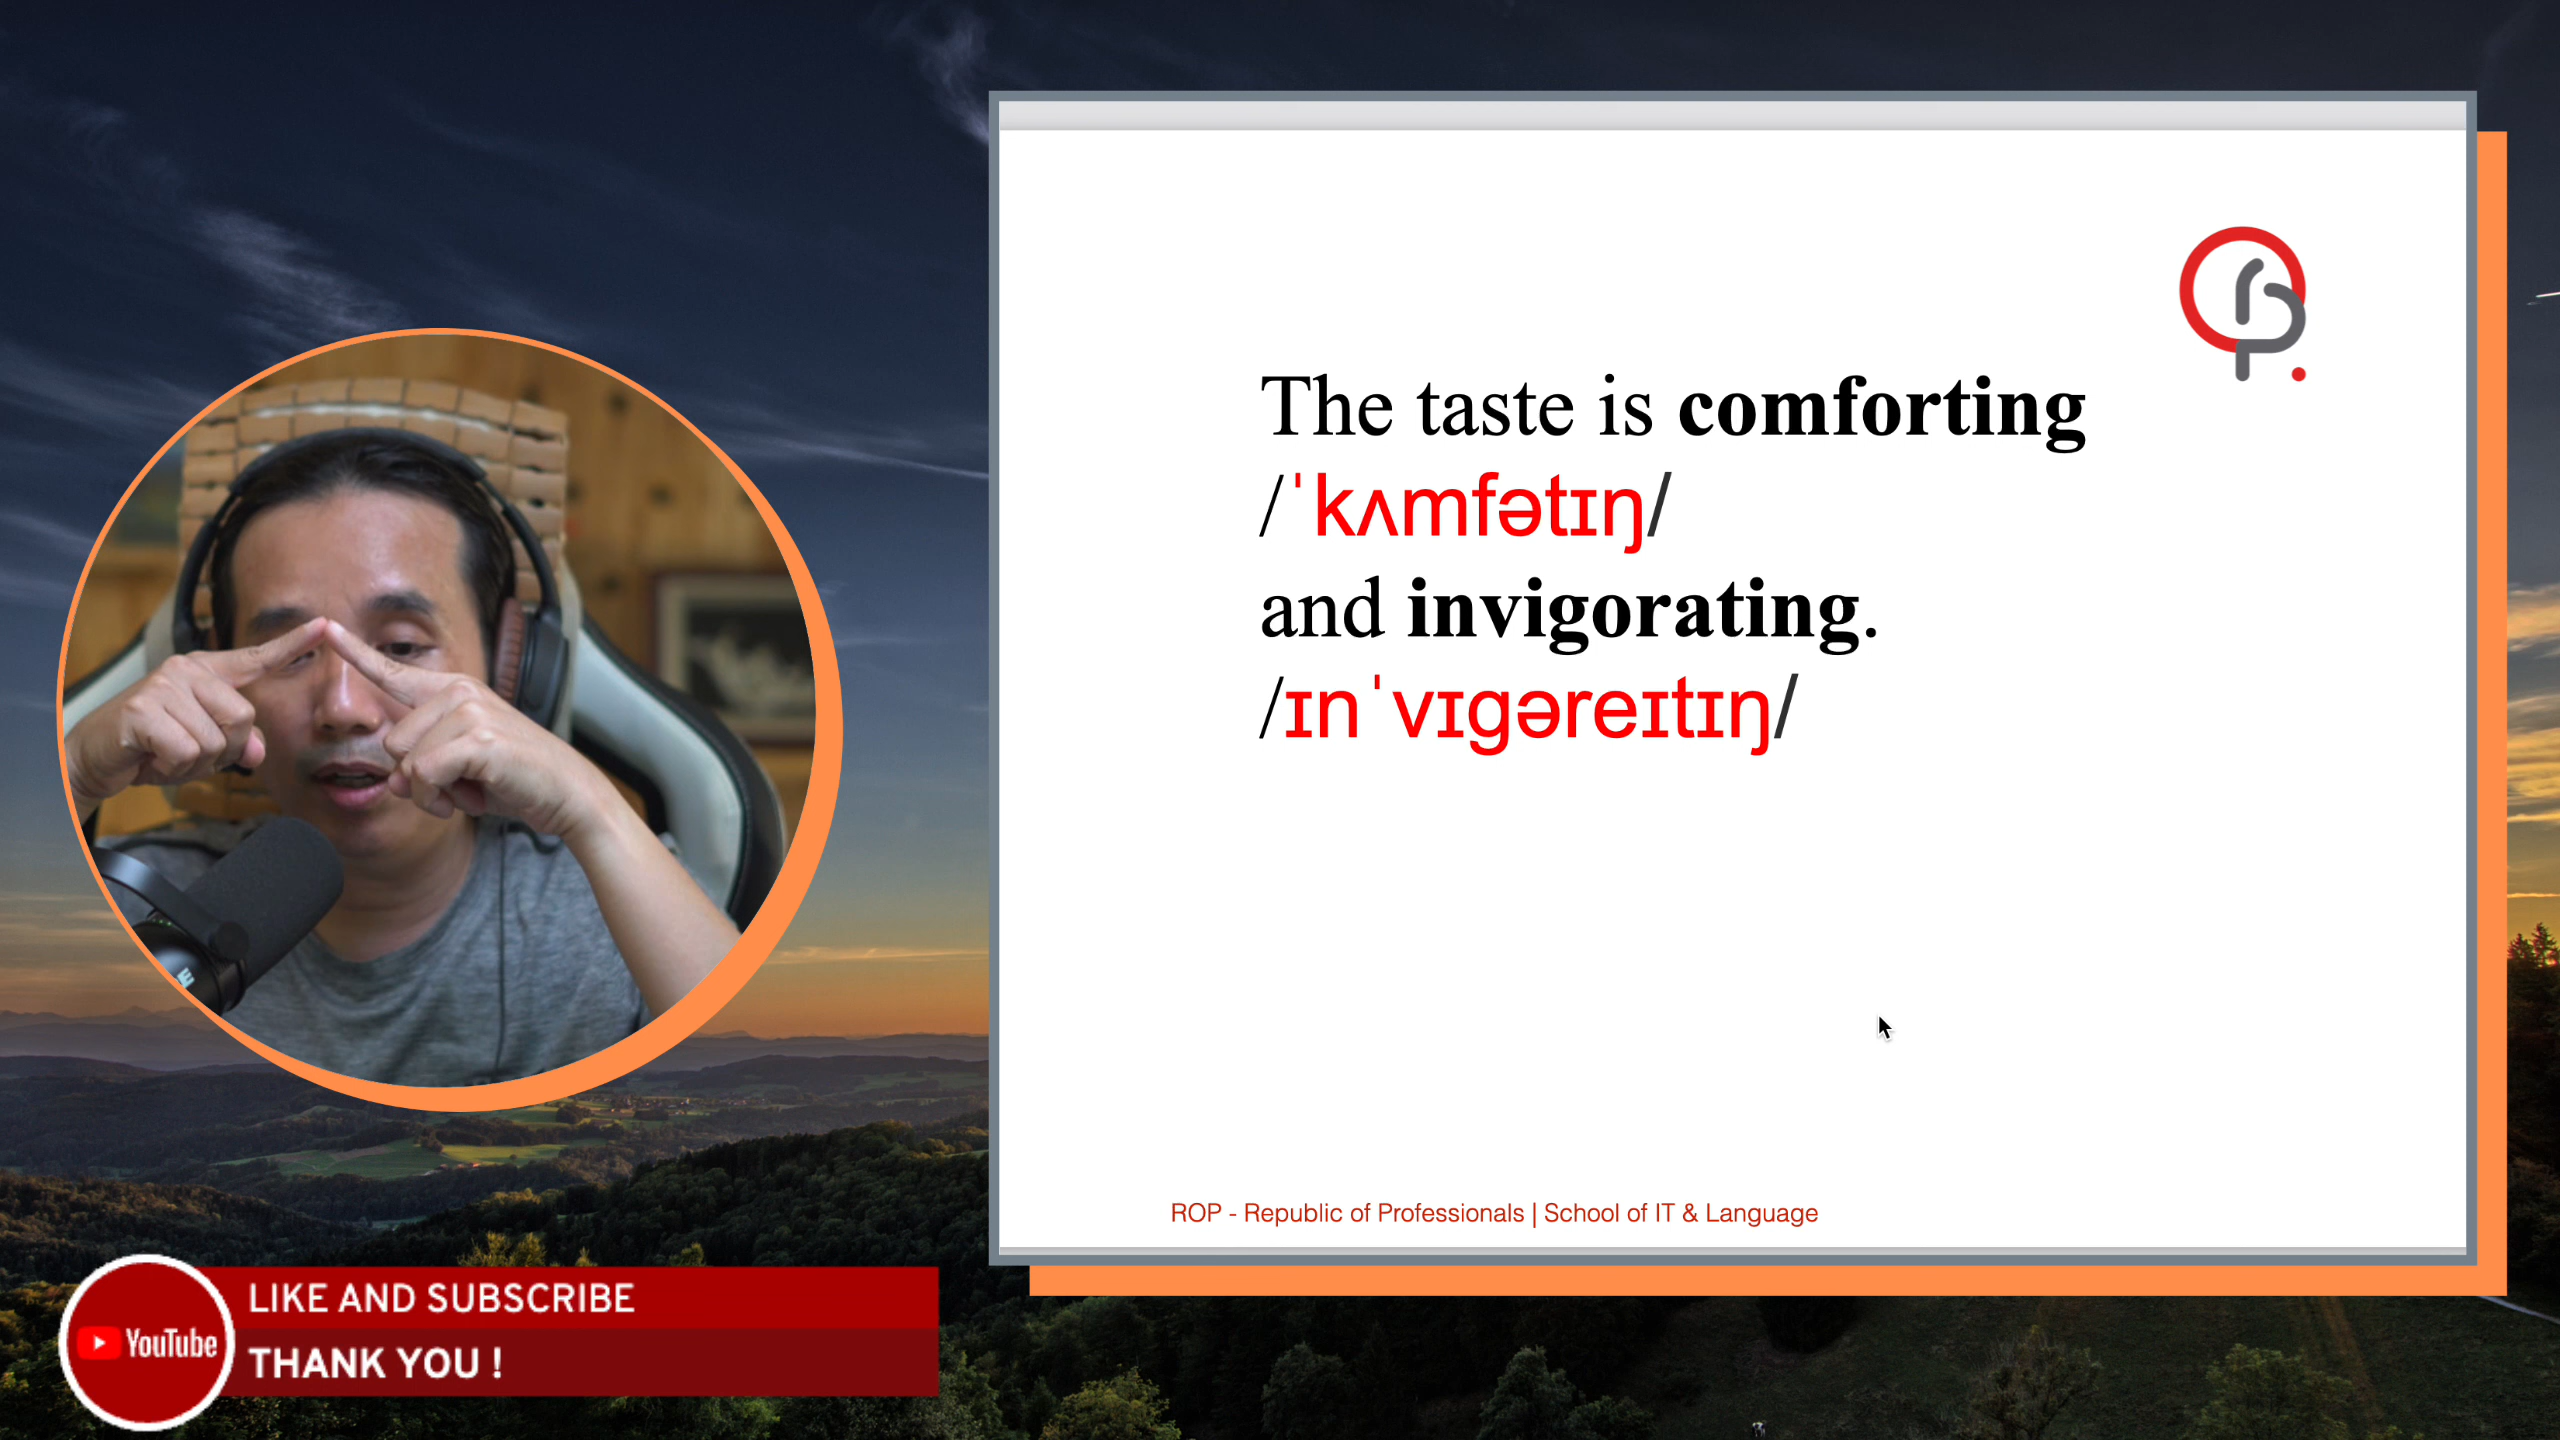 The taste is comforting
/ˈkʌmfətɪŋ/
and invigorating.
/ɪnˈvɪgəreɪtɪŋ/
ROP - Republic of Professionals | School of IT & Language
LIKE AND SUBSCRIBE
YouTube
THANK YOU !